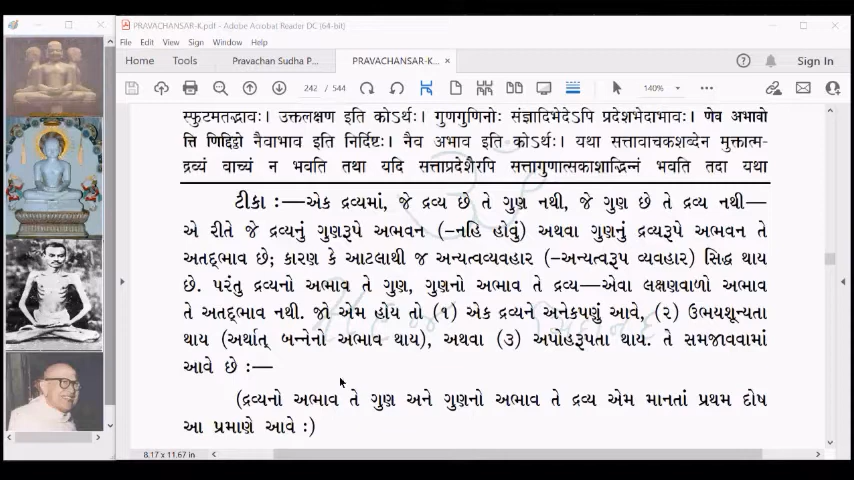 PRAVACHANSAR-K.pdf - Adobe Acrobat Reader DC (64-bit)
File Edit View Sign Window Help
Home Tools Pravachan Sudha P... PRAVACHANSAR-K... × Sign In
242 / 544 140%
स्फुटमतद्भावः। उक्तलक्षण इति कोऽर्थः। गुणगुणिनोः संज्ञादिभेदेऽपि प्रदेशभेदाभावः। णेव अभावो
त्ति णिद्दिट्ठो नैवाभाव इति निर्दिष्टः। नैव अभाव इति कोऽर्थः। यथा सत्तावाचकशब्देन मुक्तात्म-
द्रव्यं वाच्यं न भवति तथा यदि सत्ताप्रदेशैरपि सत्तागुणात्सकाशाद्भिन्नं भवति तदा यथा
ટીકા :—એક દ્રવ્યમાં, જે દ્રવ્ય છે તે ગુણ નથી, જે ગુણ છે તે દ્રવ્ય નથી—
એ રીતે જે દ્રવ્યનું ગુણરૂપે અભવન (–નહિ હોવું) અથવા ગુણનું દ્રવ્યરૂપે અભવન તે
અતદ્ભાવ છે; કારણ કે આટલાથી જ અન્યત્વવ્યવહાર (–અન્યત્વરૂપ વ્યવહાર) સિદ્ધ થાય
છે. પરંતુ દ્રવ્યનો અભાવ તે ગુણ, ગુણનો અભાવ તે દ્રવ્ય—એવા લક્ષણવાળો અભાવ
તે અતદ્ભાવ નથી. જો એમ હોય તો (૧) એક દ્રવ્યને અનેકપણું આવે, (૨) ઉભયશૂન્યતા
થાય (અર્થાત્ બન્નેનો અભાવ થાય), અથવા (૩) અપોહરૂપતા થાય. તે સમજાવવામાં
આવે છે :—
(દ્રવ્યનો અભાવ તે ગુણ અને ગુણનો અભાવ તે દ્રવ્ય એમ માનતાં પ્રથમ દોષ
આ પ્રમાણે આવે :)
8.17 x 11.67 in